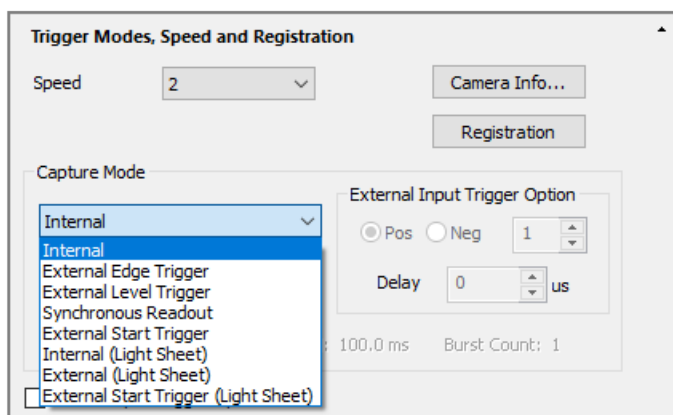 Trigger Modes, Speed and Registration
Speed
2
Camera Info...
Registration
Capture Mode
Internal
Internal
External Edge Trigger
External Level Trigger
Synchronous Readout
External Start Trigger
Internal (Light Sheet)
External (Light Sheet)
External Start Trigger (Light Sheet)
External Input Trigger Option
Pos
Neg
1
Delay
0
us
: 100.0 ms
Burst Count: 1